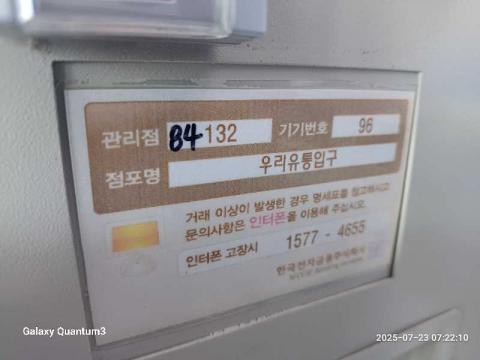 관리점 84132 기기번호 96
점포명 우리유통입구
거래 이상이 발생한 경우 명세표를 참고하시고
문의사항은 인터폰을 이용해 주십시오.
인터폰 고장시 1577 - 4655
한국전자금융주식회사
Galaxy Quantum3
2025-07-23 07:22:10